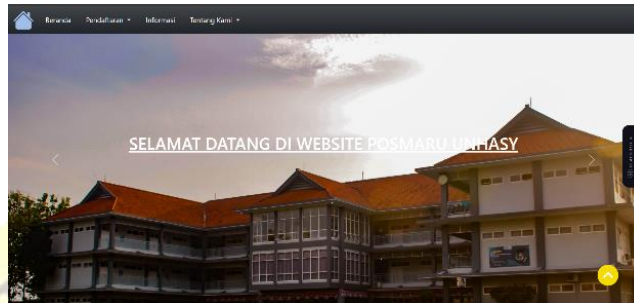 Beranda Pendaftaran Informasi Tentang Kami
SELAMAT DATANG DI WEBSITE POSMARU UNHASY